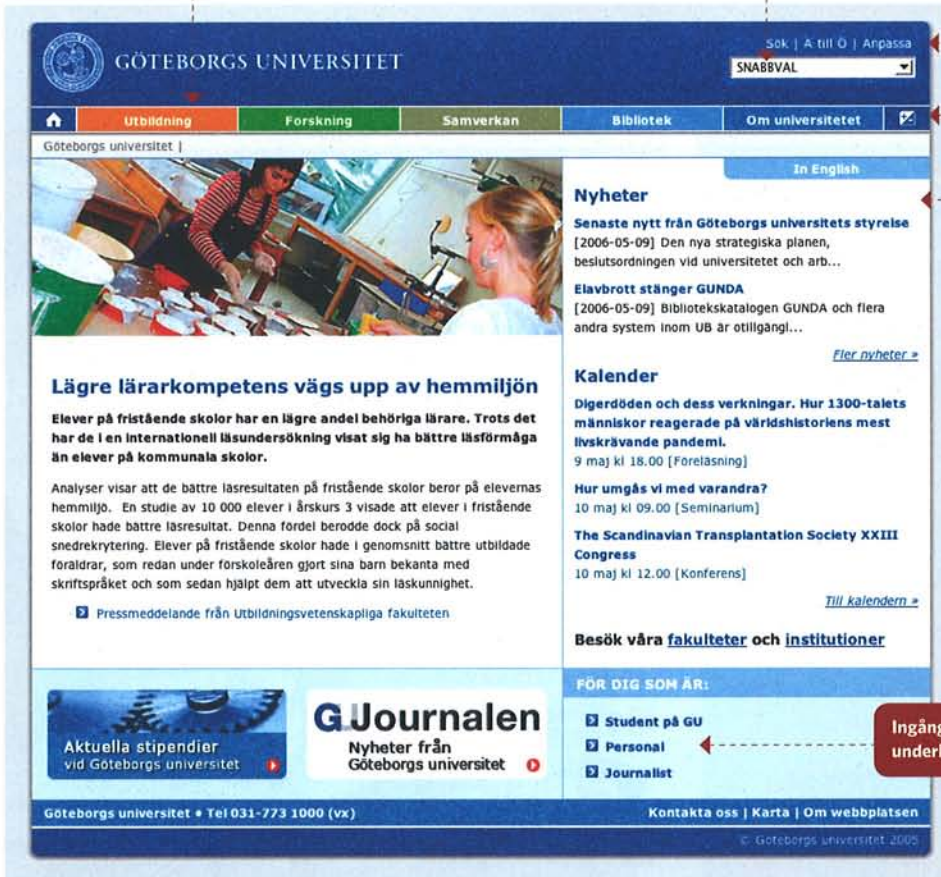 GÖTEBORGS UNIVERSITET
Sök | A till Ö | Anpassa
SNABBVAL
Utbildning
Forskning
Samverkan
Bibliotek
Om universitetet
Göteborgs universitet |
In English
Nyheter
Senaste nytt från Göteborgs universitets styrelse
[2006-05-09] Den nya strategiska planen,
beslutsordningen vid universitetet och arb...
Elavbrott stänger GUNDA
[2006-05-09] Bibliotekskatalogen GUNDA och flera
andra system inom UB är otillgängl...
Fler nyheter »
Lägre lärarkompetens vägs upp av hemmiljön
Elever på fristående skolor har en lägre andel behöriga lärare. Trots det
har de i en internationell läsundersökning visat sig ha bättre läsförmåga
än elever på kommunala skolor.
Analyser visar att de bättre läsresultaten på fristående skolor beror på elevernas
hemmiljö. En studie av 10 000 elever i årskurs 3 visade att elever i fristående
skolor hade bättre läsresultat. Denna fördel berodde dock på social
snedrekrytering. Elever på fristående skolor hade i genomsnitt bättre utbildade
föräldrar, som redan under förskoleåren gjort sina barn bekanta med
skriftspråket och som sedan hjälpt dem att utveckla sin läskunnighet.
Pressmeddelande från Utbildningsvetenskapliga fakulteten
Kalender
Digerdöden och dess verkningar. Hur 1300-talets
människor reagerade på världshistoriens mest
livskrävande pandemi.
9 maj kl 18.00 [Föreläsning]
Hur umgås vi med varandra?
10 maj kl 09.00 [Seminarium]
The Scandinavian Transplantation Society XXIII
Congress
10 maj kl 12.00 [Konferens]
Till kalendern »
Besök våra fakulteter och institutioner
Aktuella stipendier
vid Göteborgs universitet
GUJournalen
Nyheter från
Göteborgs universitet
FÖR DIG SOM ÄR:
Student på GU
Personal
Journalist
Ingång
under
Göteborgs universitet • Tel 031-773 1000 (vx)
Kontakta oss | Karta | Om webbplatsen
© Göteborgs universitet 2005